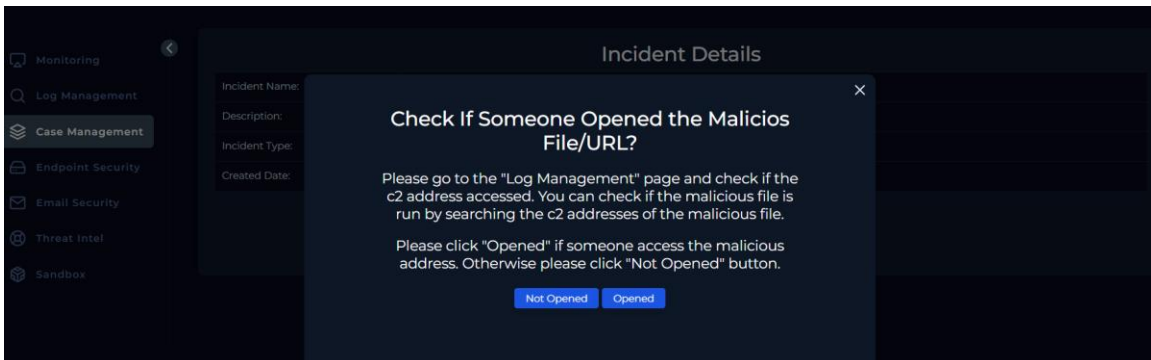 Incident Details
Monitoring
Incident Name:
Log Management
Description:
Case Management
Incident Type:
Endpoint Security
Created Date:
Email Security
Threat Intel
Sandbox
Check If Someone Opened the Malicios
File/URL?
Please go to the "Log Management" page and check if the
c2 address accessed. You can check if the malicious file is
run by searching the c2 addresses of the malicious file.
Please click "Opened" if someone access the malicious
address. Otherwise please click "Not Opened" button.
Not Opened Opened